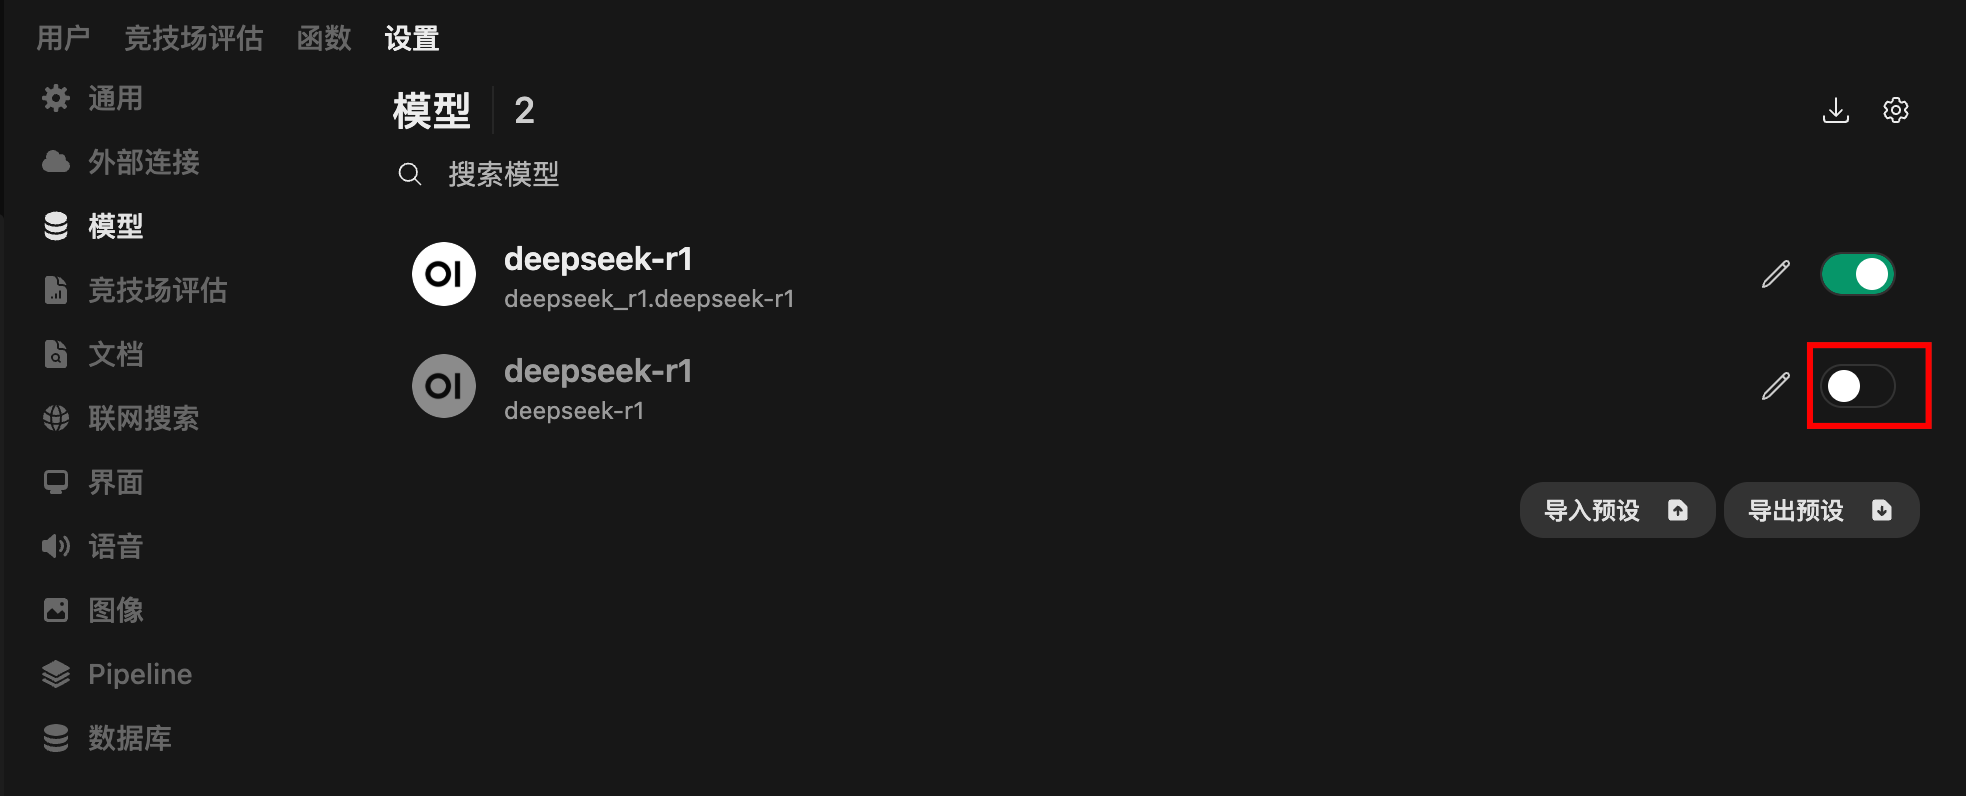 用户 竞技场评估 函数 设置
通用
外部连接
模型
竞技场评估
文档
联网搜索
界面
语音
图像
Pipeline
数据库
模型 2
搜索模型
OI
deepseek-r1
deepseek_r1.deepseek-r1
OI
deepseek-r1
deepseek-r1
导入预设 导出预设